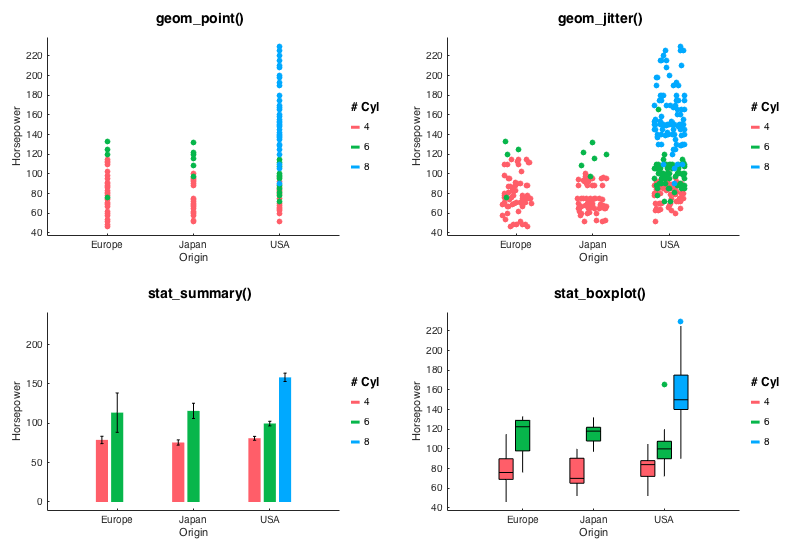 geom_point()
Horsepower
220
200
180
160
140
120
100
80
60
40
Europe Japan USA
Origin
# Cyl
4
6
8
geom_jitter()
Horsepower
220
200
180
160
140
120
100
80
60
40
Europe Japan USA
Origin
# Cyl
4
6
8
stat_summary()
Horsepower
200
150
100
50
0
Europe Japan USA
Origin
# Cyl
4
6
8
stat_boxplot()
Horsepower
220
200
180
160
140
120
100
80
60
40
Europe Japan USA
Origin
# Cyl
4
6
8